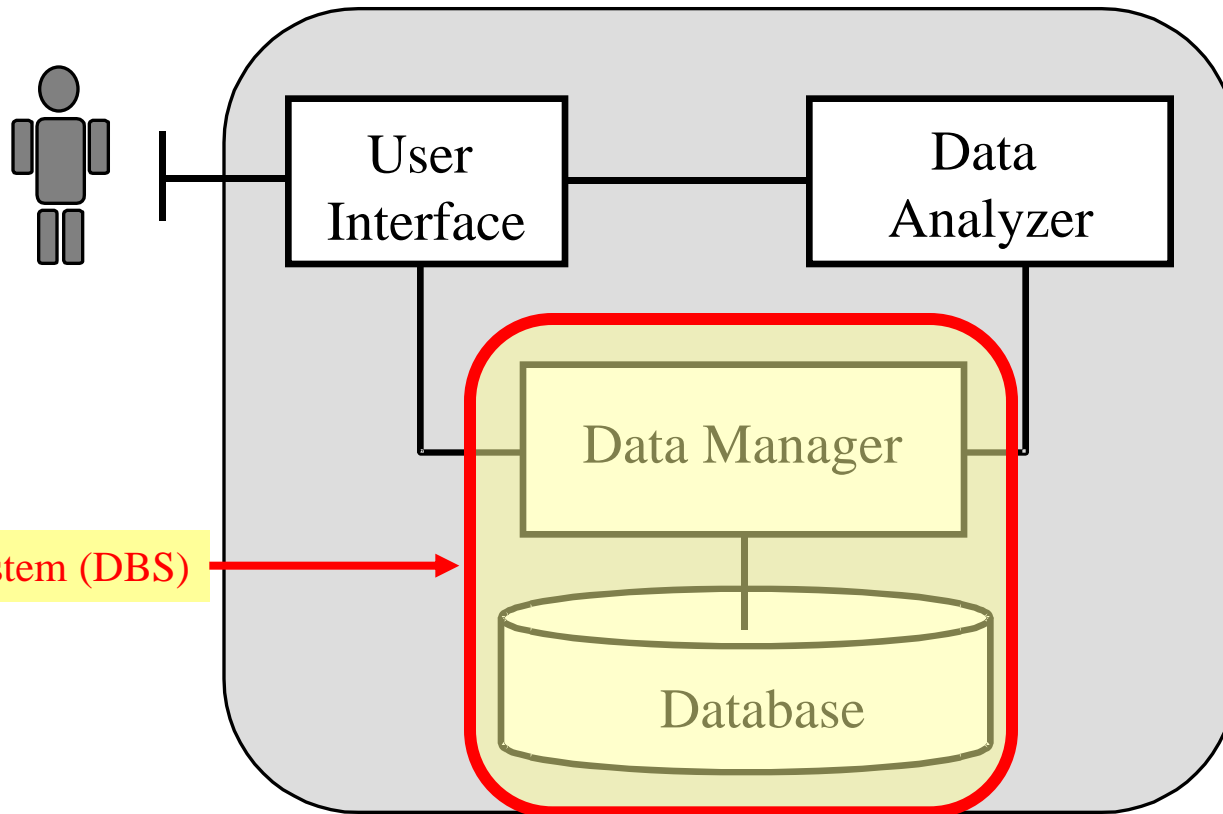 User
Interface
Data
Analyzer
Data Manager
stem (DBS)
Database